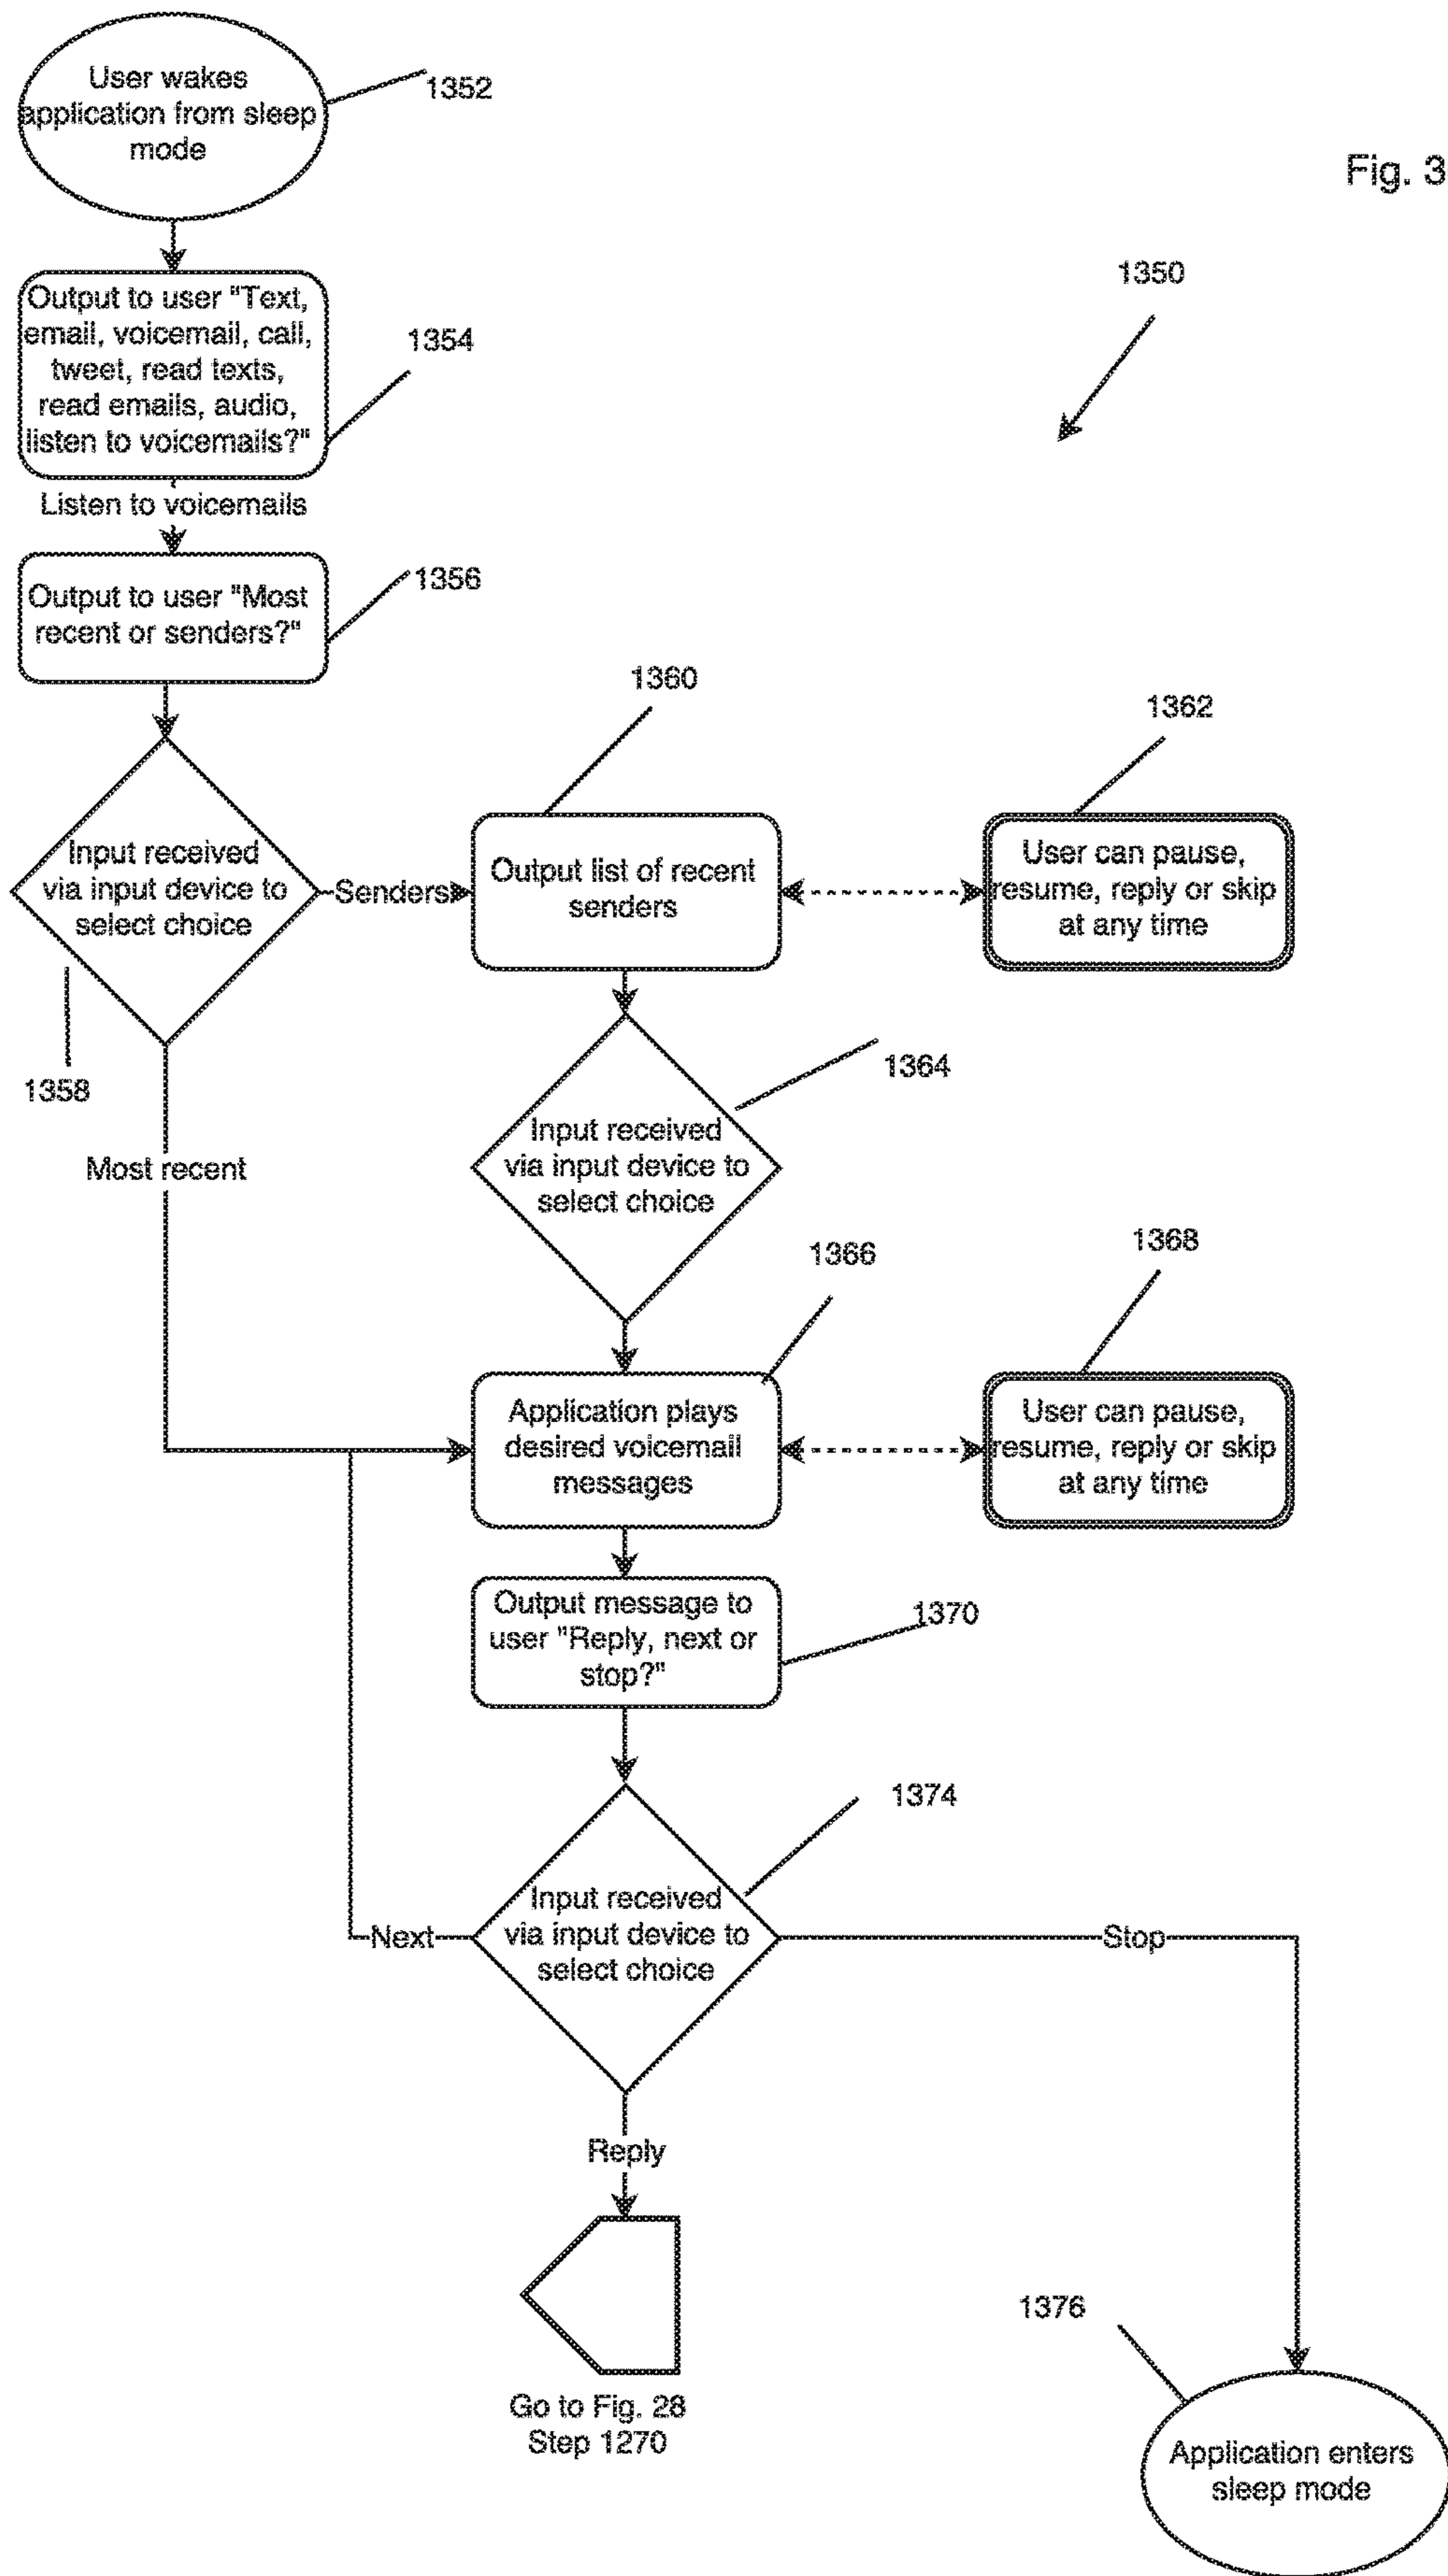 User wakes
application from sleep
mode
1352
Fig. 3
1350
Output to user "Text,
email, voicemail, call,
tweet, read texts,
read emails, audio,
listen to voicemails?"
1354
Listen to voicemails
Output to user "Most
recent or senders?"
1356
1360
1362
Input received
via input device to
select choice
Senders
Output list of recent
senders
User can pause,
resume, reply or skip
at any time
1358
1364
Most recent
Input received
via input device to
select choice
1366
1368
Application plays
desired voicemail
messages
User can pause,
resume, reply or skip
at any time
Output message to
user "Reply, next or
stop?"
1370
1374
Input received
via input device to
select choice
Next
Stop
Reply
Go to Fig. 28
Step 1270
1376
Application enters
sleep mode